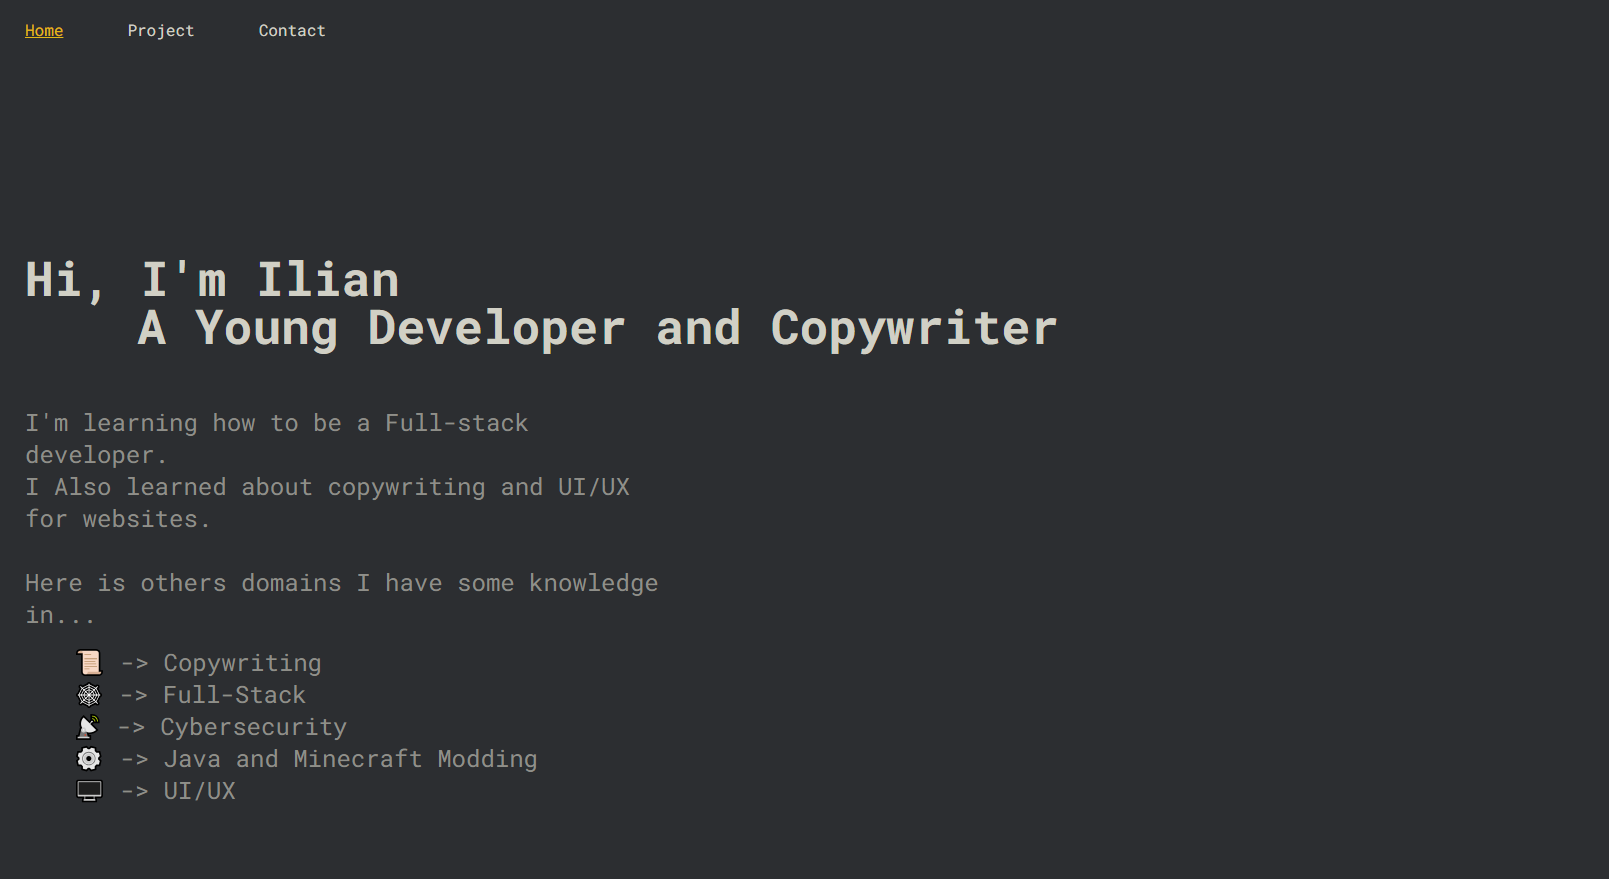 Home Project Contact
Hi, I'm Ilian
A Young Developer and Copywriter
I'm learning how to be a Full-stack
developer.
I Also learned about copywriting and UI/UX
for websites.
Here is others domains I have some knowledge
in...
📜 -> Copywriting
🕸 -> Full-Stack
📡 -> Cybersecurity
⚙ -> Java and Minecraft Modding
🖥 -> UI/UX